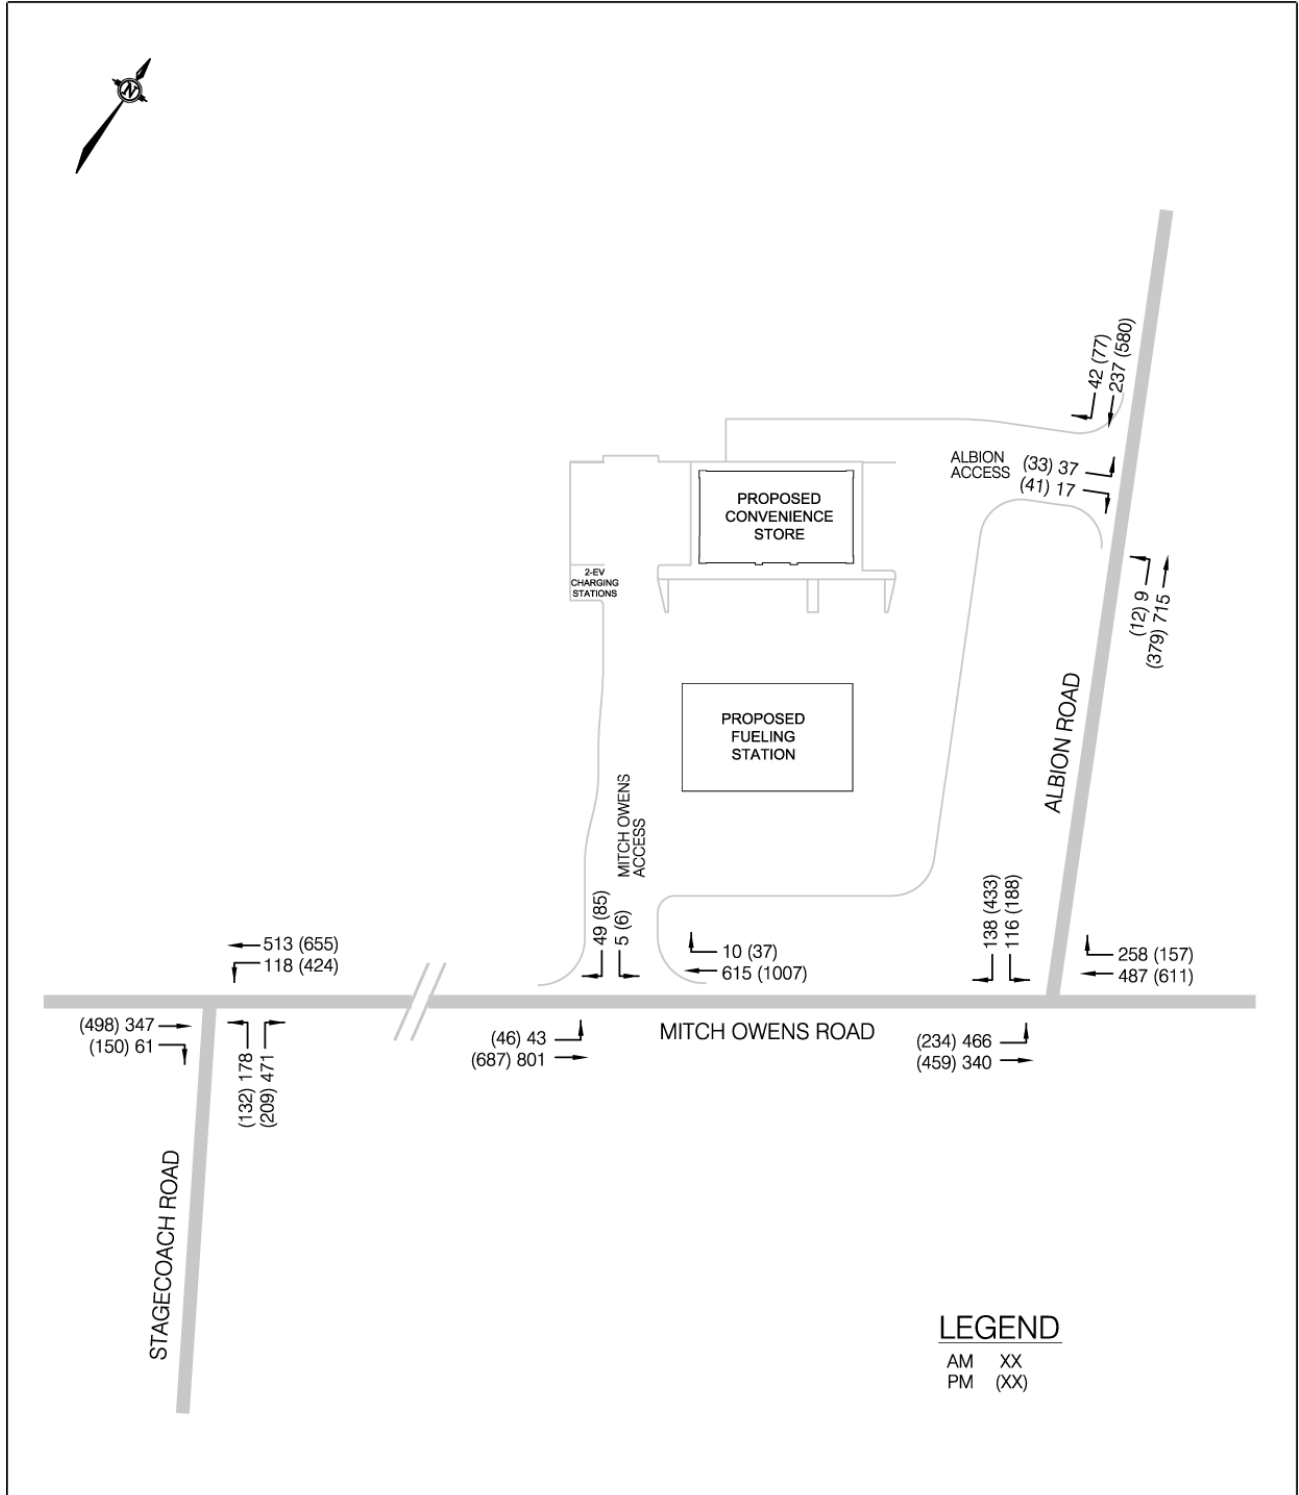 N
42 (77)
237 (580)
ALBION
ACCESS
(33) 37
(41) 17
PROPOSED
CONVENIENCE
STORE
2-EV
CHARGING
STATIONS
(12) 9
(379) 715
ALBION ROAD
PROPOSED
FUELING
STATION
MITCH OWENS
ACCESS
49 (85)
5 (6)
138 (433)
116 (188)
513 (655)
118 (424)
10 (37)
615 (1007)
258 (157)
487 (611)
(498) 347
(150) 61
(132) 178
(209) 471
(46) 43
(687) 801
MITCH OWENS ROAD
(234) 466
(459) 340
STAGECOACH ROAD
LEGEND
AM XX
PM (XX)